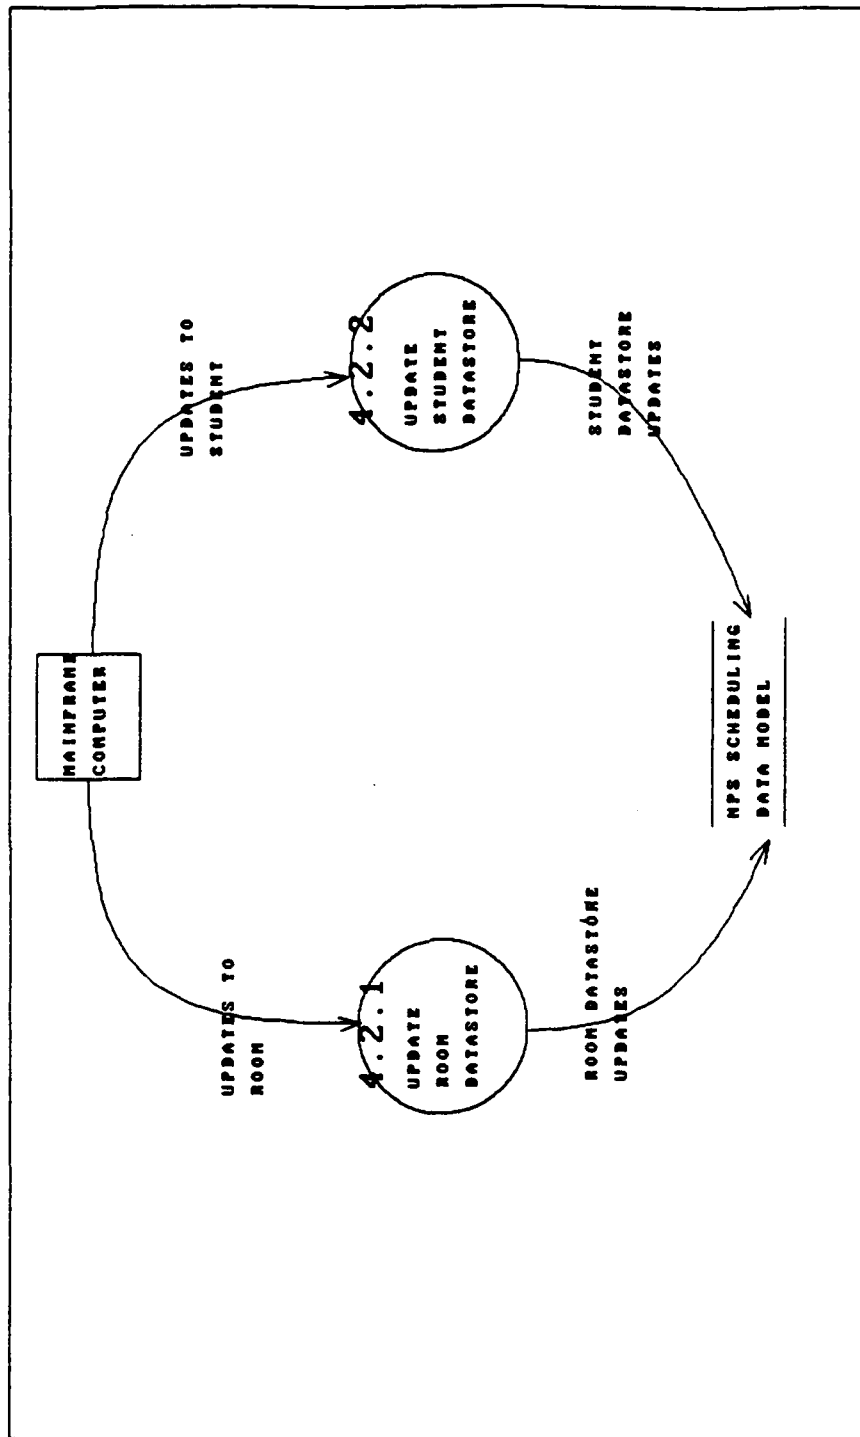 MAINFRAME
COMPUTER
UPDATES TO
ROOM
UPDATES TO
STUDENT
4.2.1
UPDATE
ROOM
DATASTORE
4.2.2
UPDATE
STUDENT
DATASTORE
ROOM DATASTORE
UPDATES
STUDENT
DATASTORE
UPDATES
NPS SCHEDULING
DATA MODEL